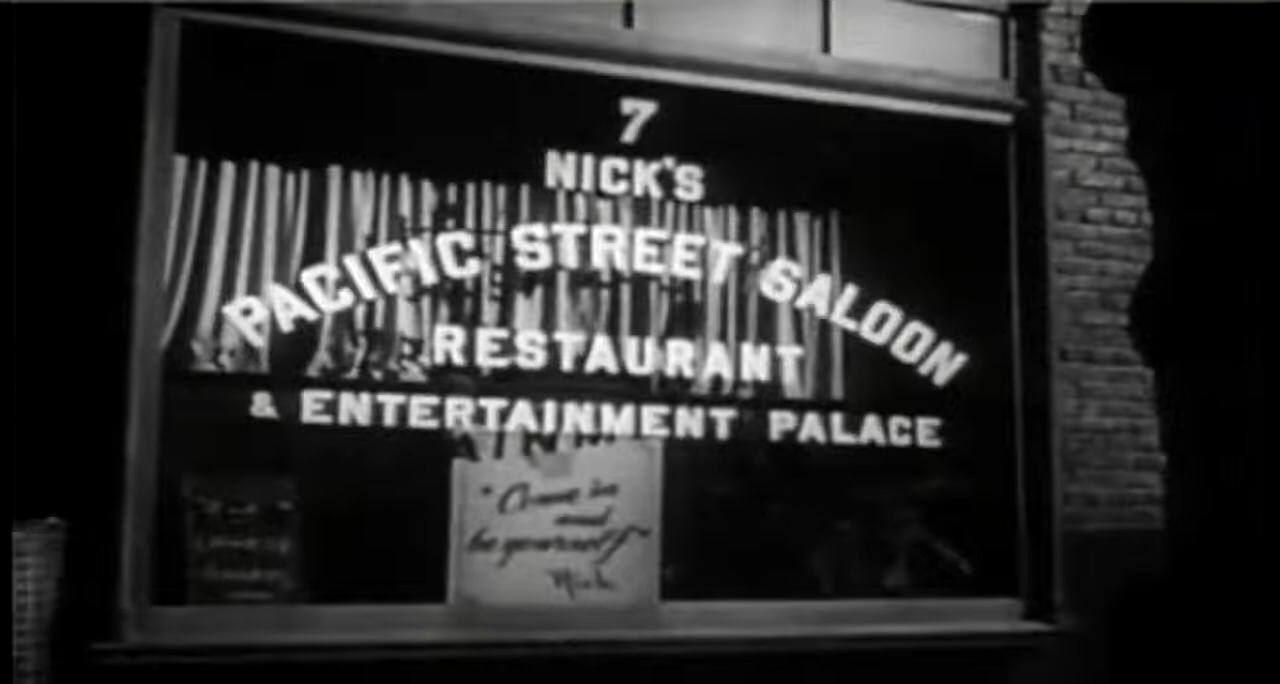 7
NICK'S
PACIFIC STREET SALOON
RESTAURANT
& ENTERTAINMENT PALACE
"Come in
and
be yourself"
Nick